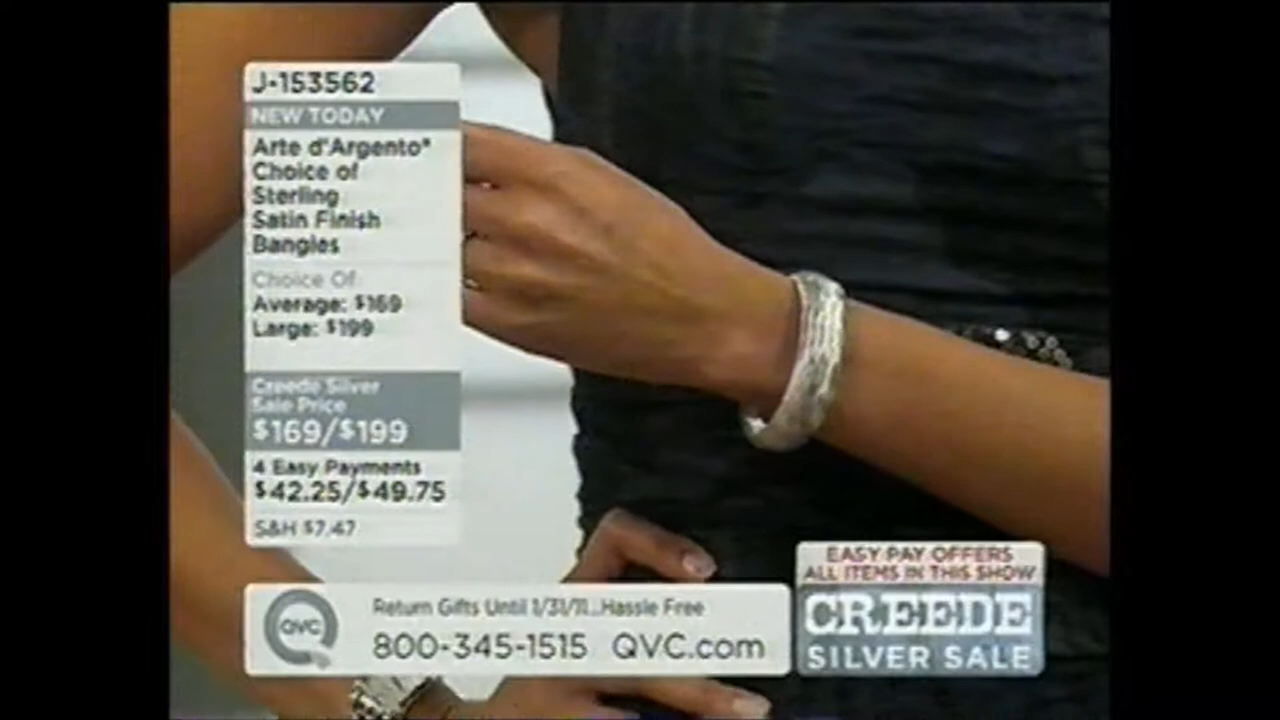 J-153562
NEW TODAY
Arte d'Argento®
Choice of
Sterling
Satin Finish
Bangles
Choice Of
Average: $169
Large: $199
Creede Silver
Sale Price
$169/$199
4 Easy Payments
$42.25/$49.75
S&H $7.47
QVC
Return Gifts Until 1/31/11...Hassle Free
800-345-1515 QVC.com
EASY PAY OFFERS
ALL ITEMS IN THIS SHOW
CREEDE
SILVER SALE